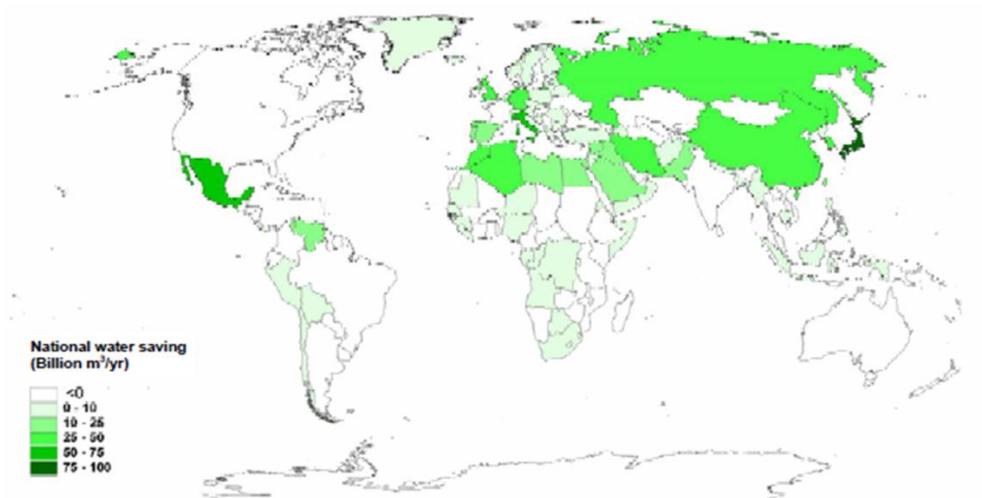 National water saving
(Billion m³/yr)
<0
0 - 10
10 - 25
25 - 50
50 - 75
75 - 100